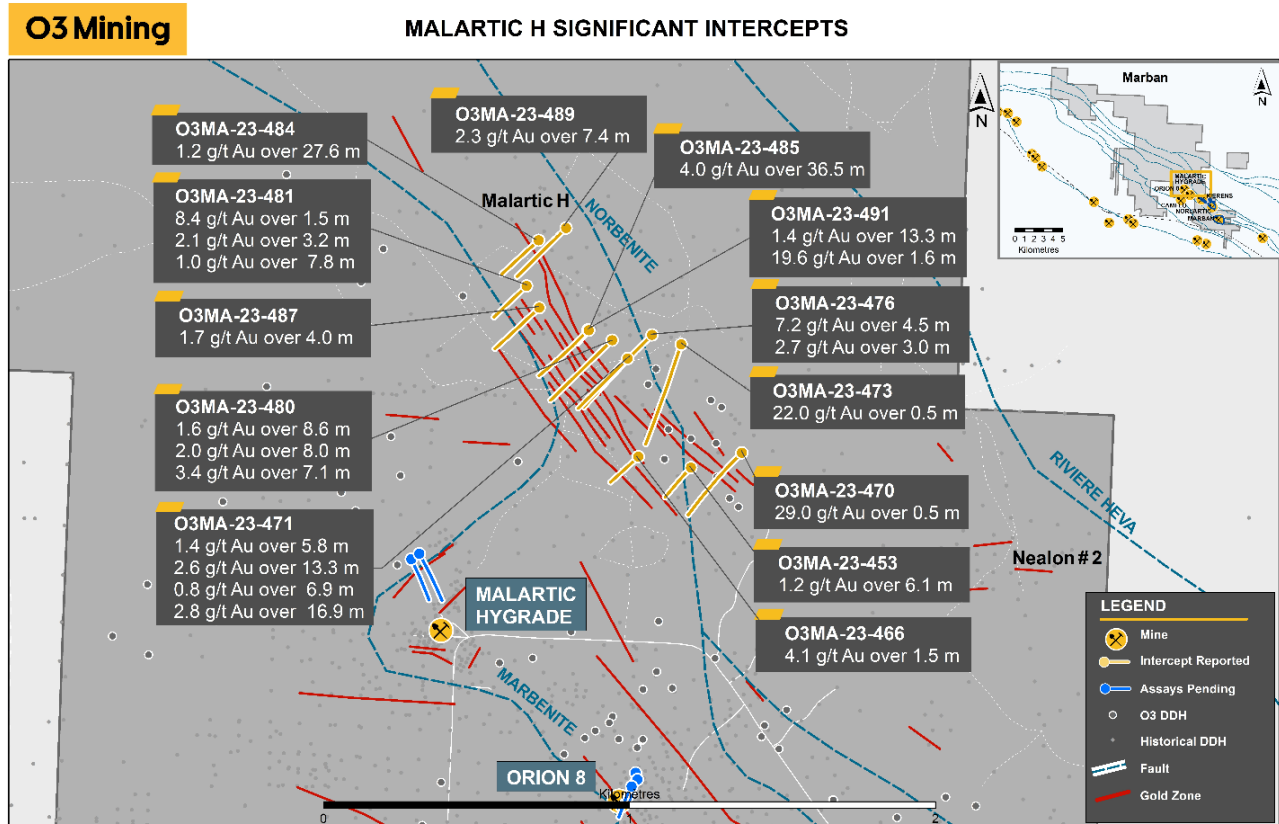 O3 Mining
MALARTIC H SIGNIFICANT INTERCEPTS
O3MA-23-484
1.2 g/t Au over 27.6 m
O3MA-23-489
2.3 g/t Au over 7.4 m
O3MA-23-485
4.0 g/t Au over 36.5 m
O3MA-23-481
8.4 g/t Au over 1.5 m
2.1 g/t Au over 3.2 m
1.0 g/t Au over 7.8 m
O3MA-23-491
1.4 g/t Au over 13.3 m
19.6 g/t Au over 1.6 m
O3MA-23-487
1.7 g/t Au over 4.0 m
O3MA-23-476
7.2 g/t Au over 4.5 m
2.7 g/t Au over 3.0 m
O3MA-23-473
22.0 g/t Au over 0.5 m
O3MA-23-480
1.6 g/t Au over 8.6 m
2.0 g/t Au over 8.0 m
3.4 g/t Au over 7.1 m
O3MA-23-470
29.0 g/t Au over 0.5 m
O3MA-23-471
1.4 g/t Au over 5.8 m
2.6 g/t Au over 13.3 m
0.8 g/t Au over 6.9 m
2.8 g/t Au over 16.9 m
O3MA-23-453
1.2 g/t Au over 6.1 m
O3MA-23-466
4.1 g/t Au over 1.5 m
Malartic H
NORBENITE
RIVIERE HEVA
Nealon # 2
MALARTIC
HYGRADE
MARBENITE
ORION 8
Kilometres
0 1 2
N
Marban
N
MALARTIC
HYGRADE
ORION 8
KIERENS
NORLARTIC
MARBAN
0 1 2 3 4 5
Kilometres
LEGEND
Mine
Intercept Reported
Assays Pending
O3 DDH
Historical DDH
Fault
Gold Zone